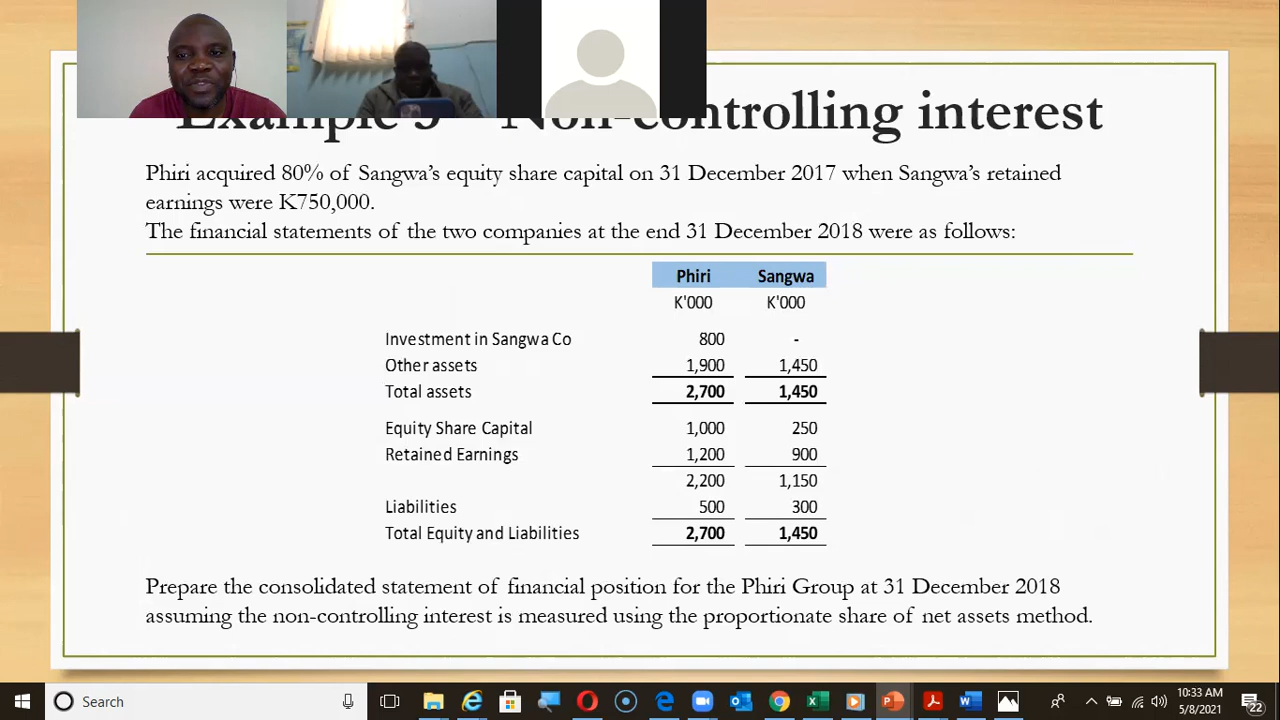 Non-controlling interest
Phiri acquired 80% of Sangwa's equity share capital on 31 December 2017 when Sangwa's retained
earnings were K750,000.
The financial statements of the two companies at the end 31 December 2018 were as follows:
Phiri Sangwa
K'000 K'000
Investment in Sangwa Co 800 -
Other assets 1,900 1,450
Total assets 2,700 1,450
Equity Share Capital 1,000 250
Retained Earnings 1,200 900
2,200 1,150
Liabilities 500 300
Total Equity and Liabilities 2,700 1,450
Prepare the consolidated statement of financial position for the Phiri Group at 31 December 2018
assuming the non-controlling interest is measured using the proportionate share of net assets method.
Search
10:33 AM
5/8/2021
22